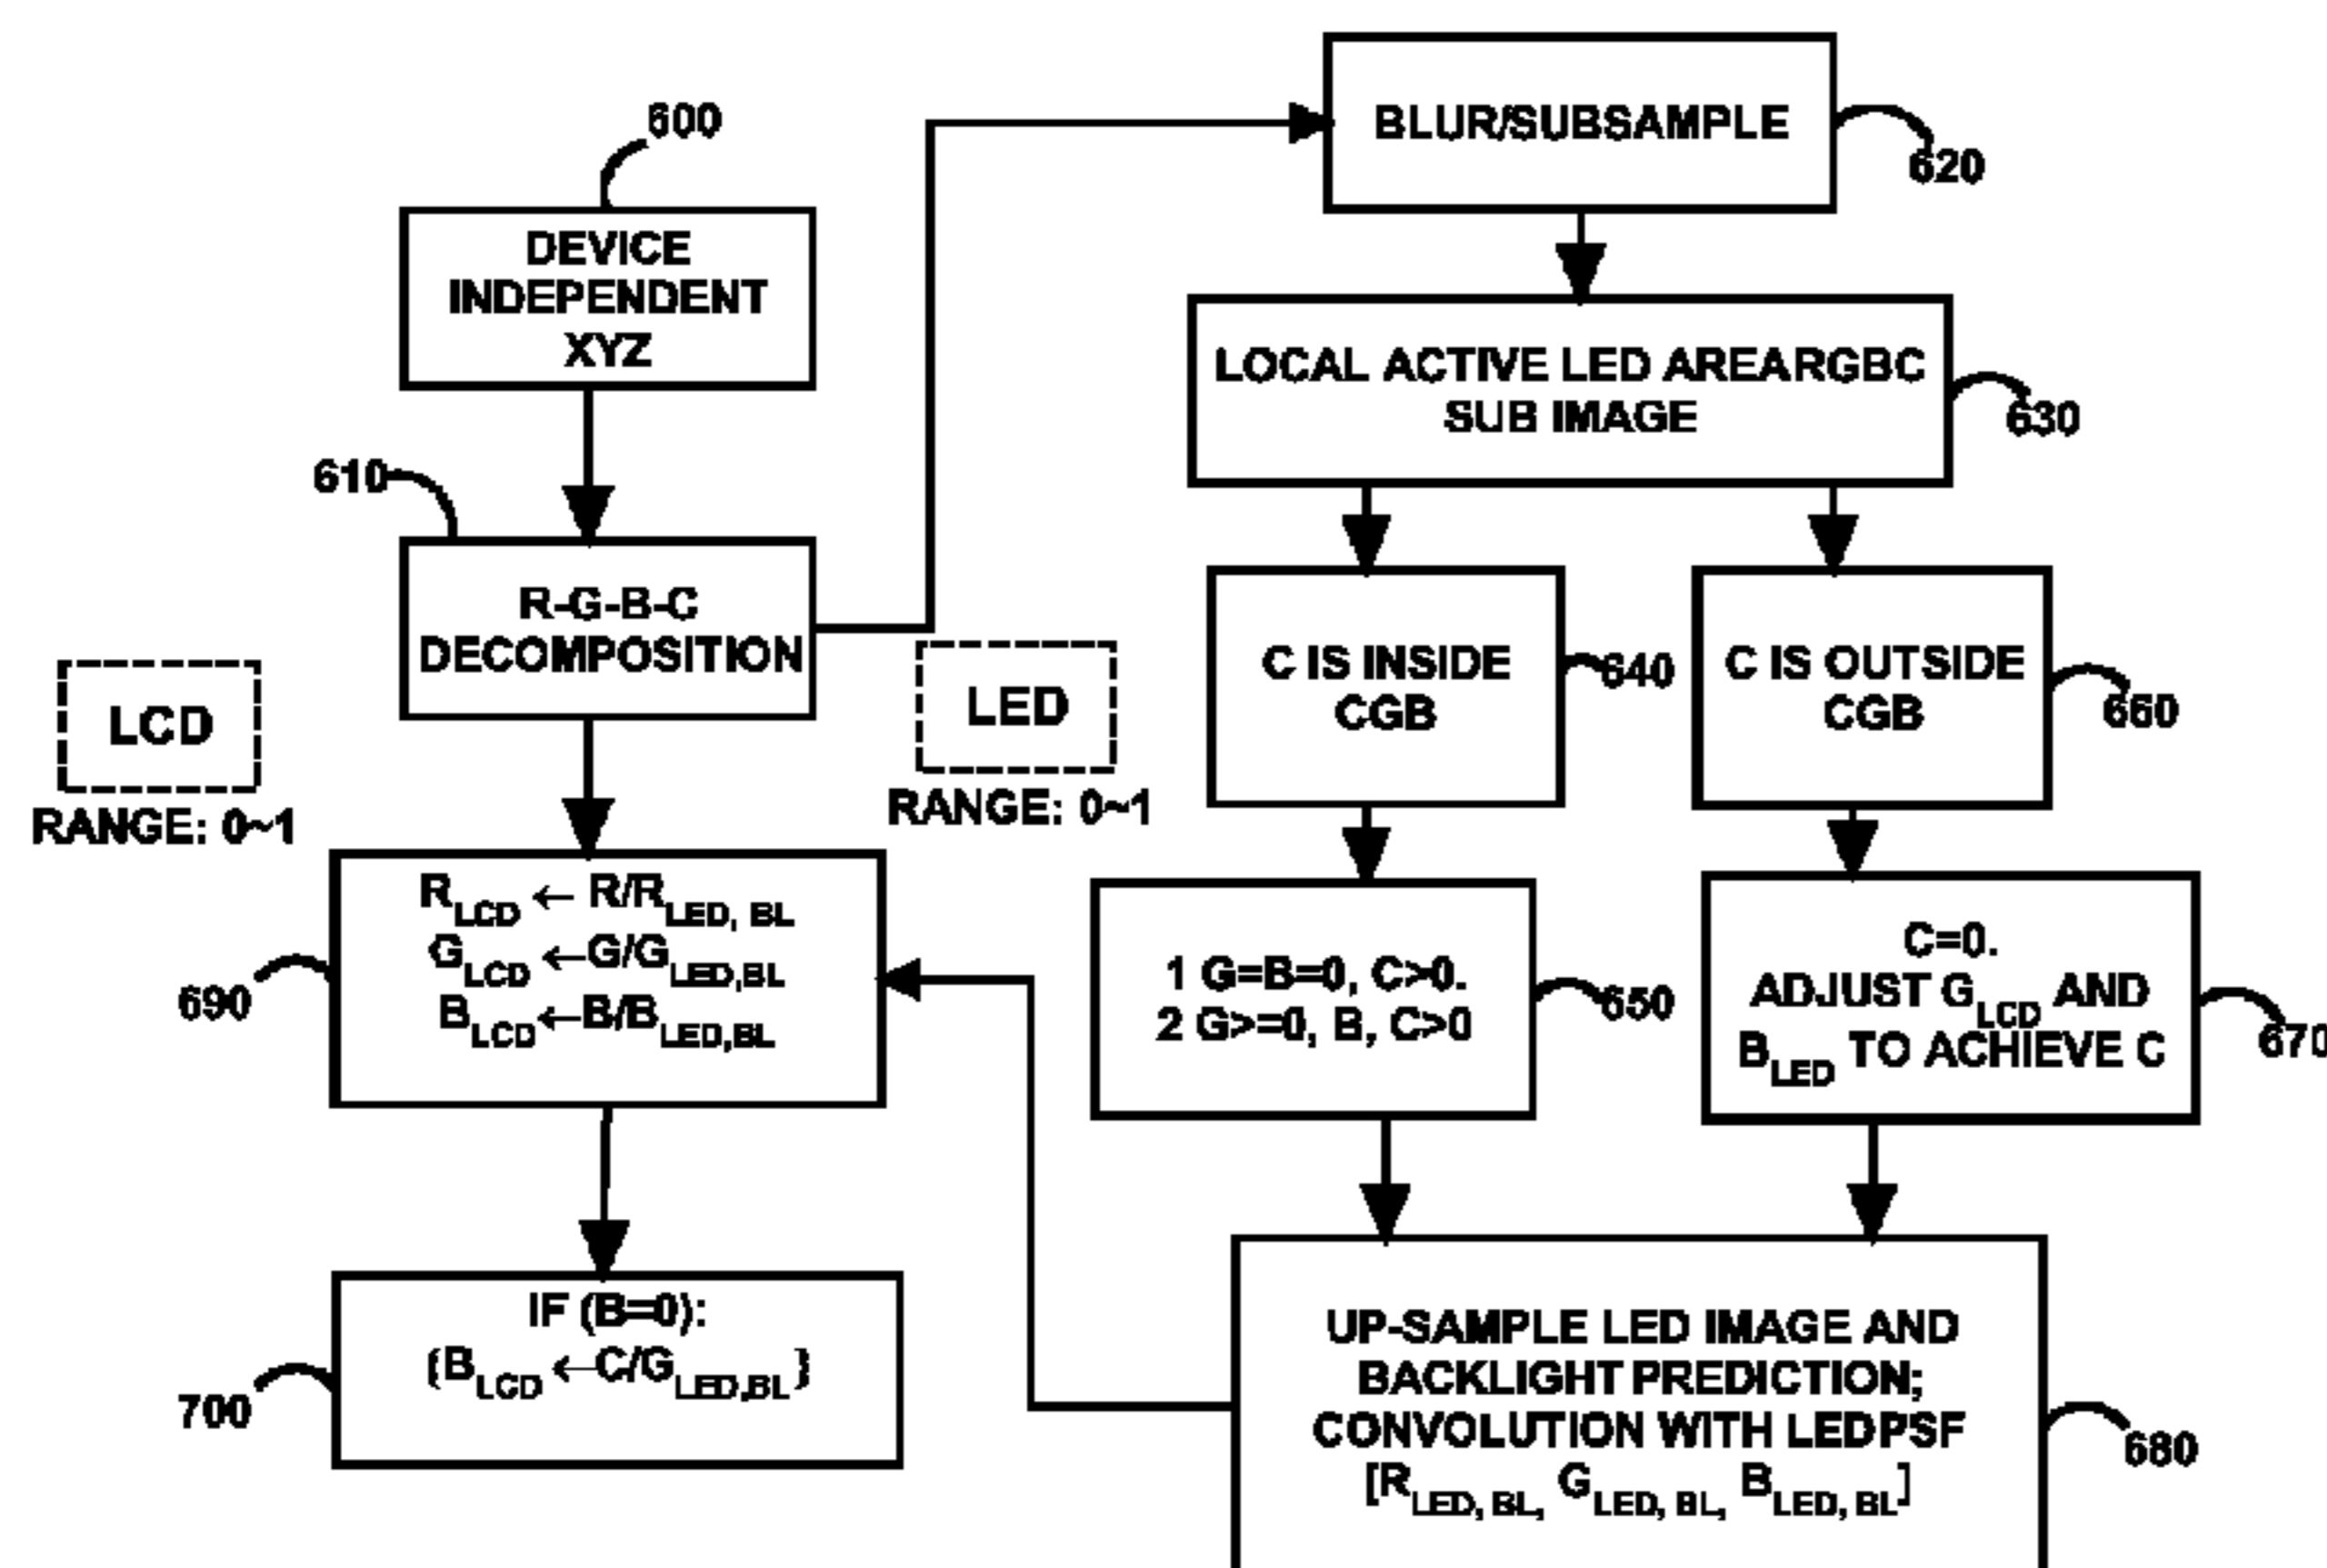 600
DEVICE
INDEPENDENT
XYZ
610
R-G-B-C
DECOMPOSITION
LCD
RANGE: 0~1
LED
RANGE: 0~1
690
R_LCD ← R/R_LED, BL
G_LCD ←G/G_LED,BL
B_LCD←B/B_LED,BL
700
IF (B=0):
{B_LCD ←C/G_LED,BL}
BLUR/SUBSAMPLE
620
LOCAL ACTIVE LED AREARGBC
SUB IMAGE
630
C IS INSIDE
CGB
640
C IS OUTSIDE
CGB
660
1 G=B=0, C>0.
2 G>=0, B, C>0
650
C=0.
ADJUST G_LCD AND
B_LED TO ACHIEVE C
670
UP-SAMPLE LED IMAGE AND
BACKLIGHT PREDICTION;
CONVOLUTION WITH LEDPSF
[R_LED, BL, G_LED, BL, B_LED, BL]
680